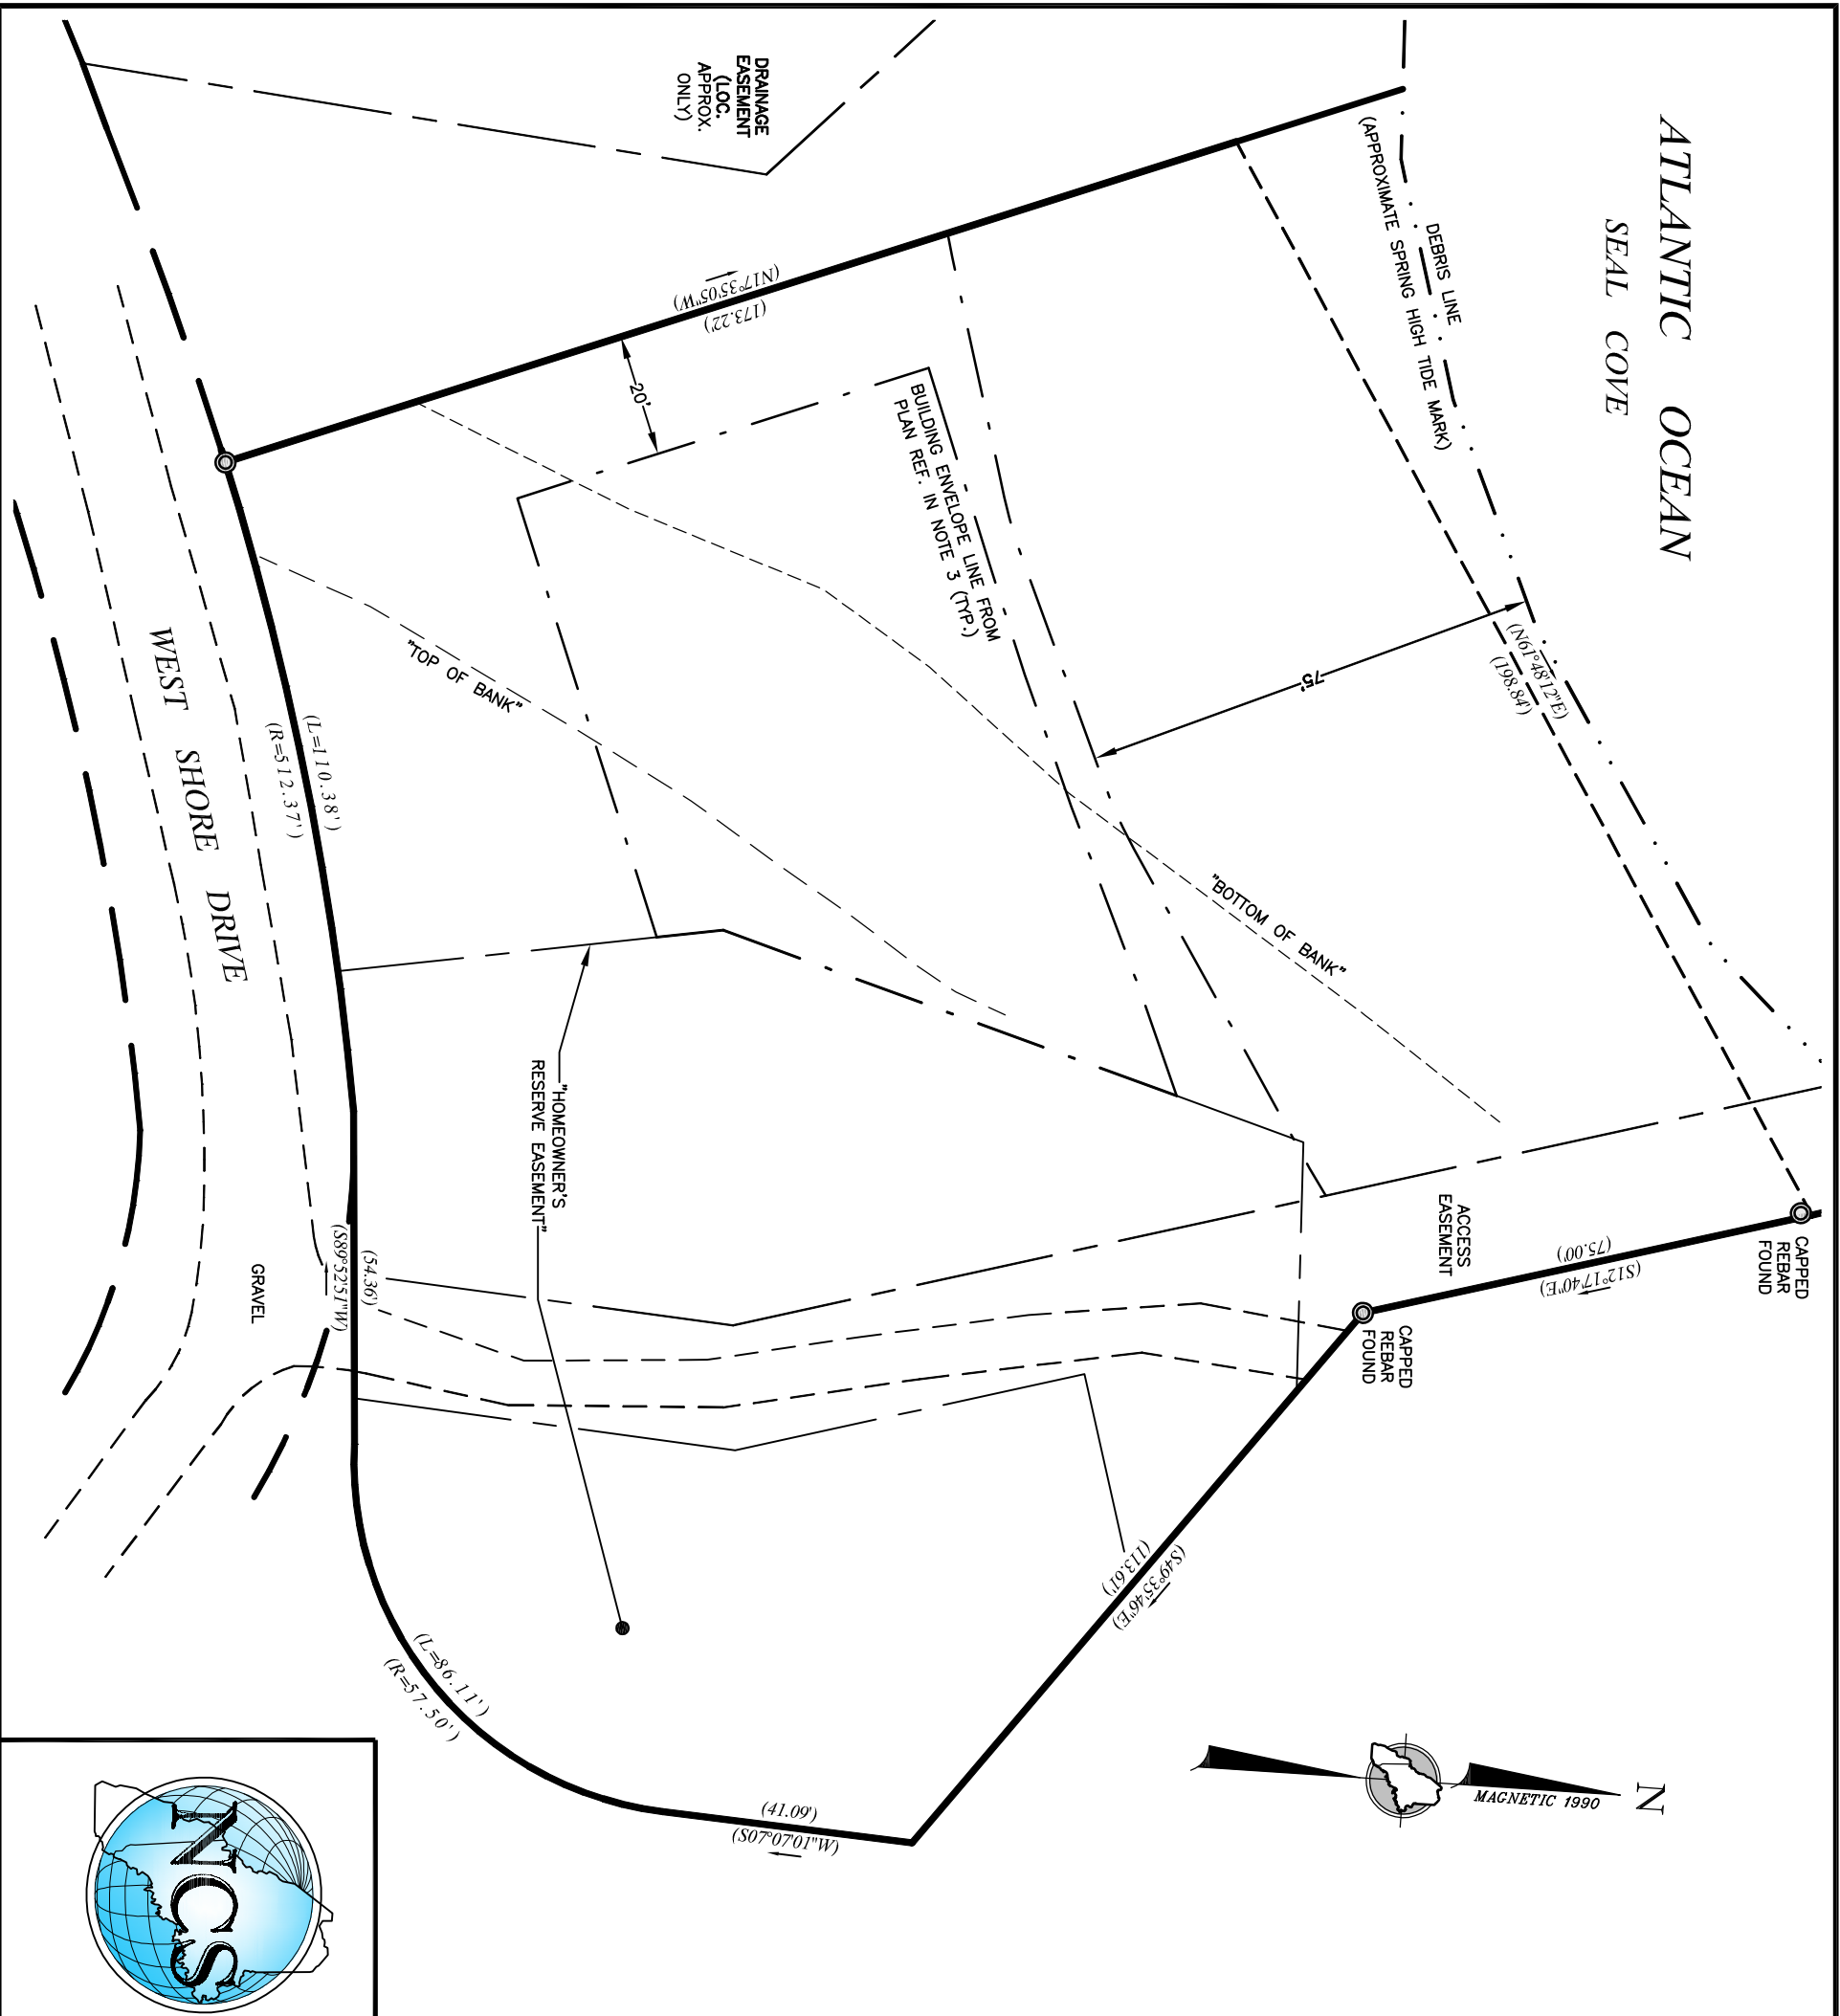 ATLANTIC OCEAN
SEAL COVE
DEBRIS LINE
(APPROXIMATE SPRING HIGH TIDE MARK)
(N61°48'12"E)
(198.84')
75'
DRAINAGE
EASEMENT
(LOC.
APPROX.
ONLY)
(N17°35'05"W)
(173.22')
20'
BUILDING ENVELOPE LINE FROM
PLAN REF. IN NOTE 3 (TYP.)
"BOTTOM OF BANK"
"TOP OF BANK"
(L=110.38')
(R=512.37')
WEST SHORE DRIVE
"HOMEOWNER'S
RESERVE EASEMENT"
ACCESS
EASEMENT
CAPPED
REBAR
FOUND
(75.00')
(S12°17'40"E)
CAPPED
REBAR
FOUND
(54.36')
(S89°52'51"W)
GRAVEL
(S49°35'46"E)
(113.61')
(L=86.11')
(R=57.50')
(41.09')
(S07°07'01"W)
N
MAGNETIC 1990
NCS